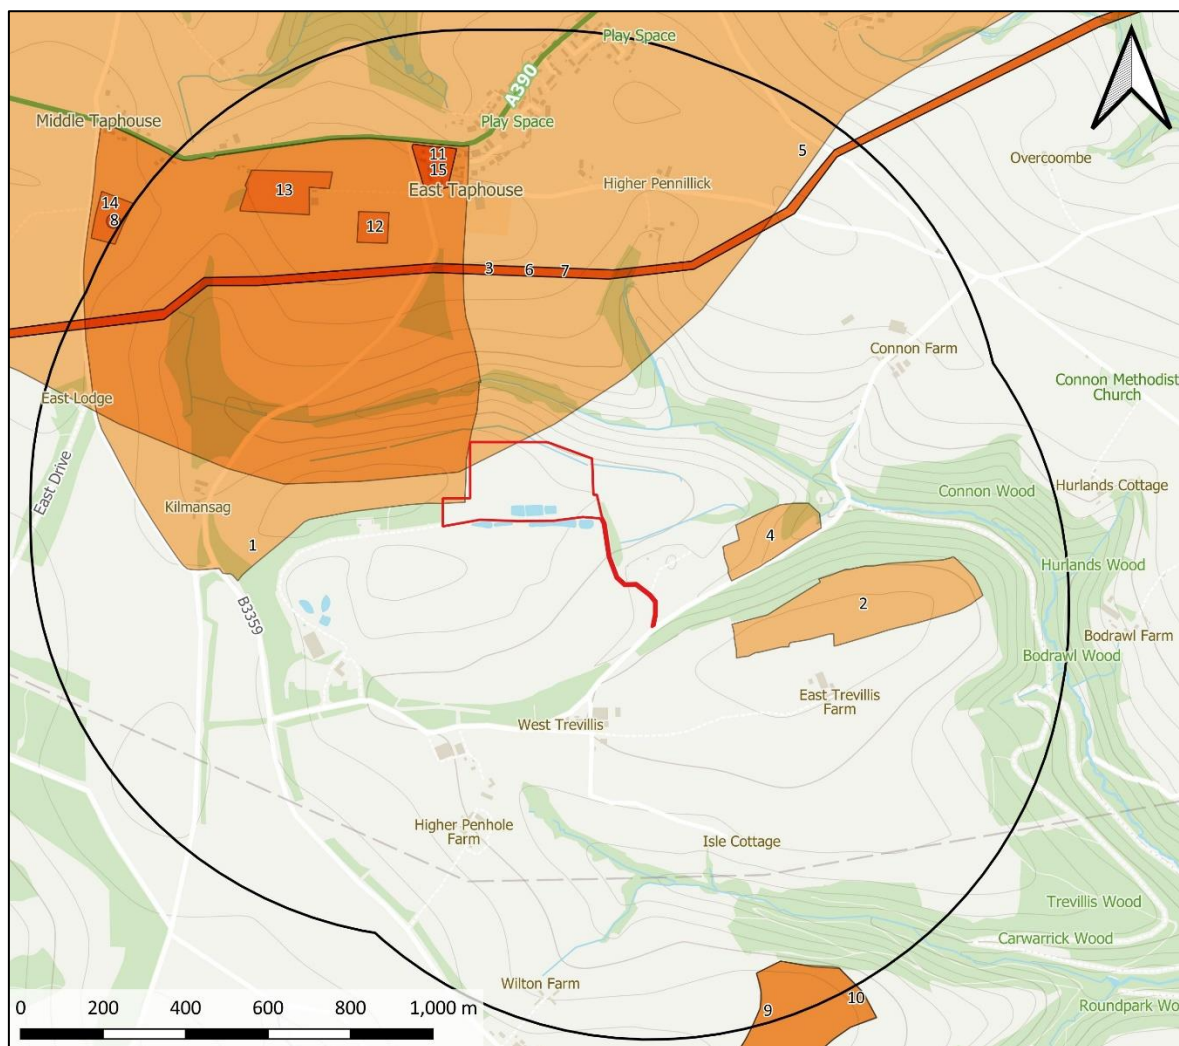 Play Space
A390
Play Space
Middle Taphouse
11
15
East Taphouse
5
Overcoombe
13
14
8
12
Higher Pennillick
3
6
7
Connon Farm
Connon Methodist
Church
East Lodge
East Drive
Kilmansag
1
B3359
4
Connon Wood
Hurlands Cottage
Hurlands Wood
2
Bodrawl Farm
Bodrawl Wood
East Trevillis
Farm
West Trevillis
Higher Penhole
Farm
Isle Cottage
Trevillis Wood
Carwarrick Wood
Wilton Farm
9
10
Roundpark Wo
0 200 400 600 800 1,000 m